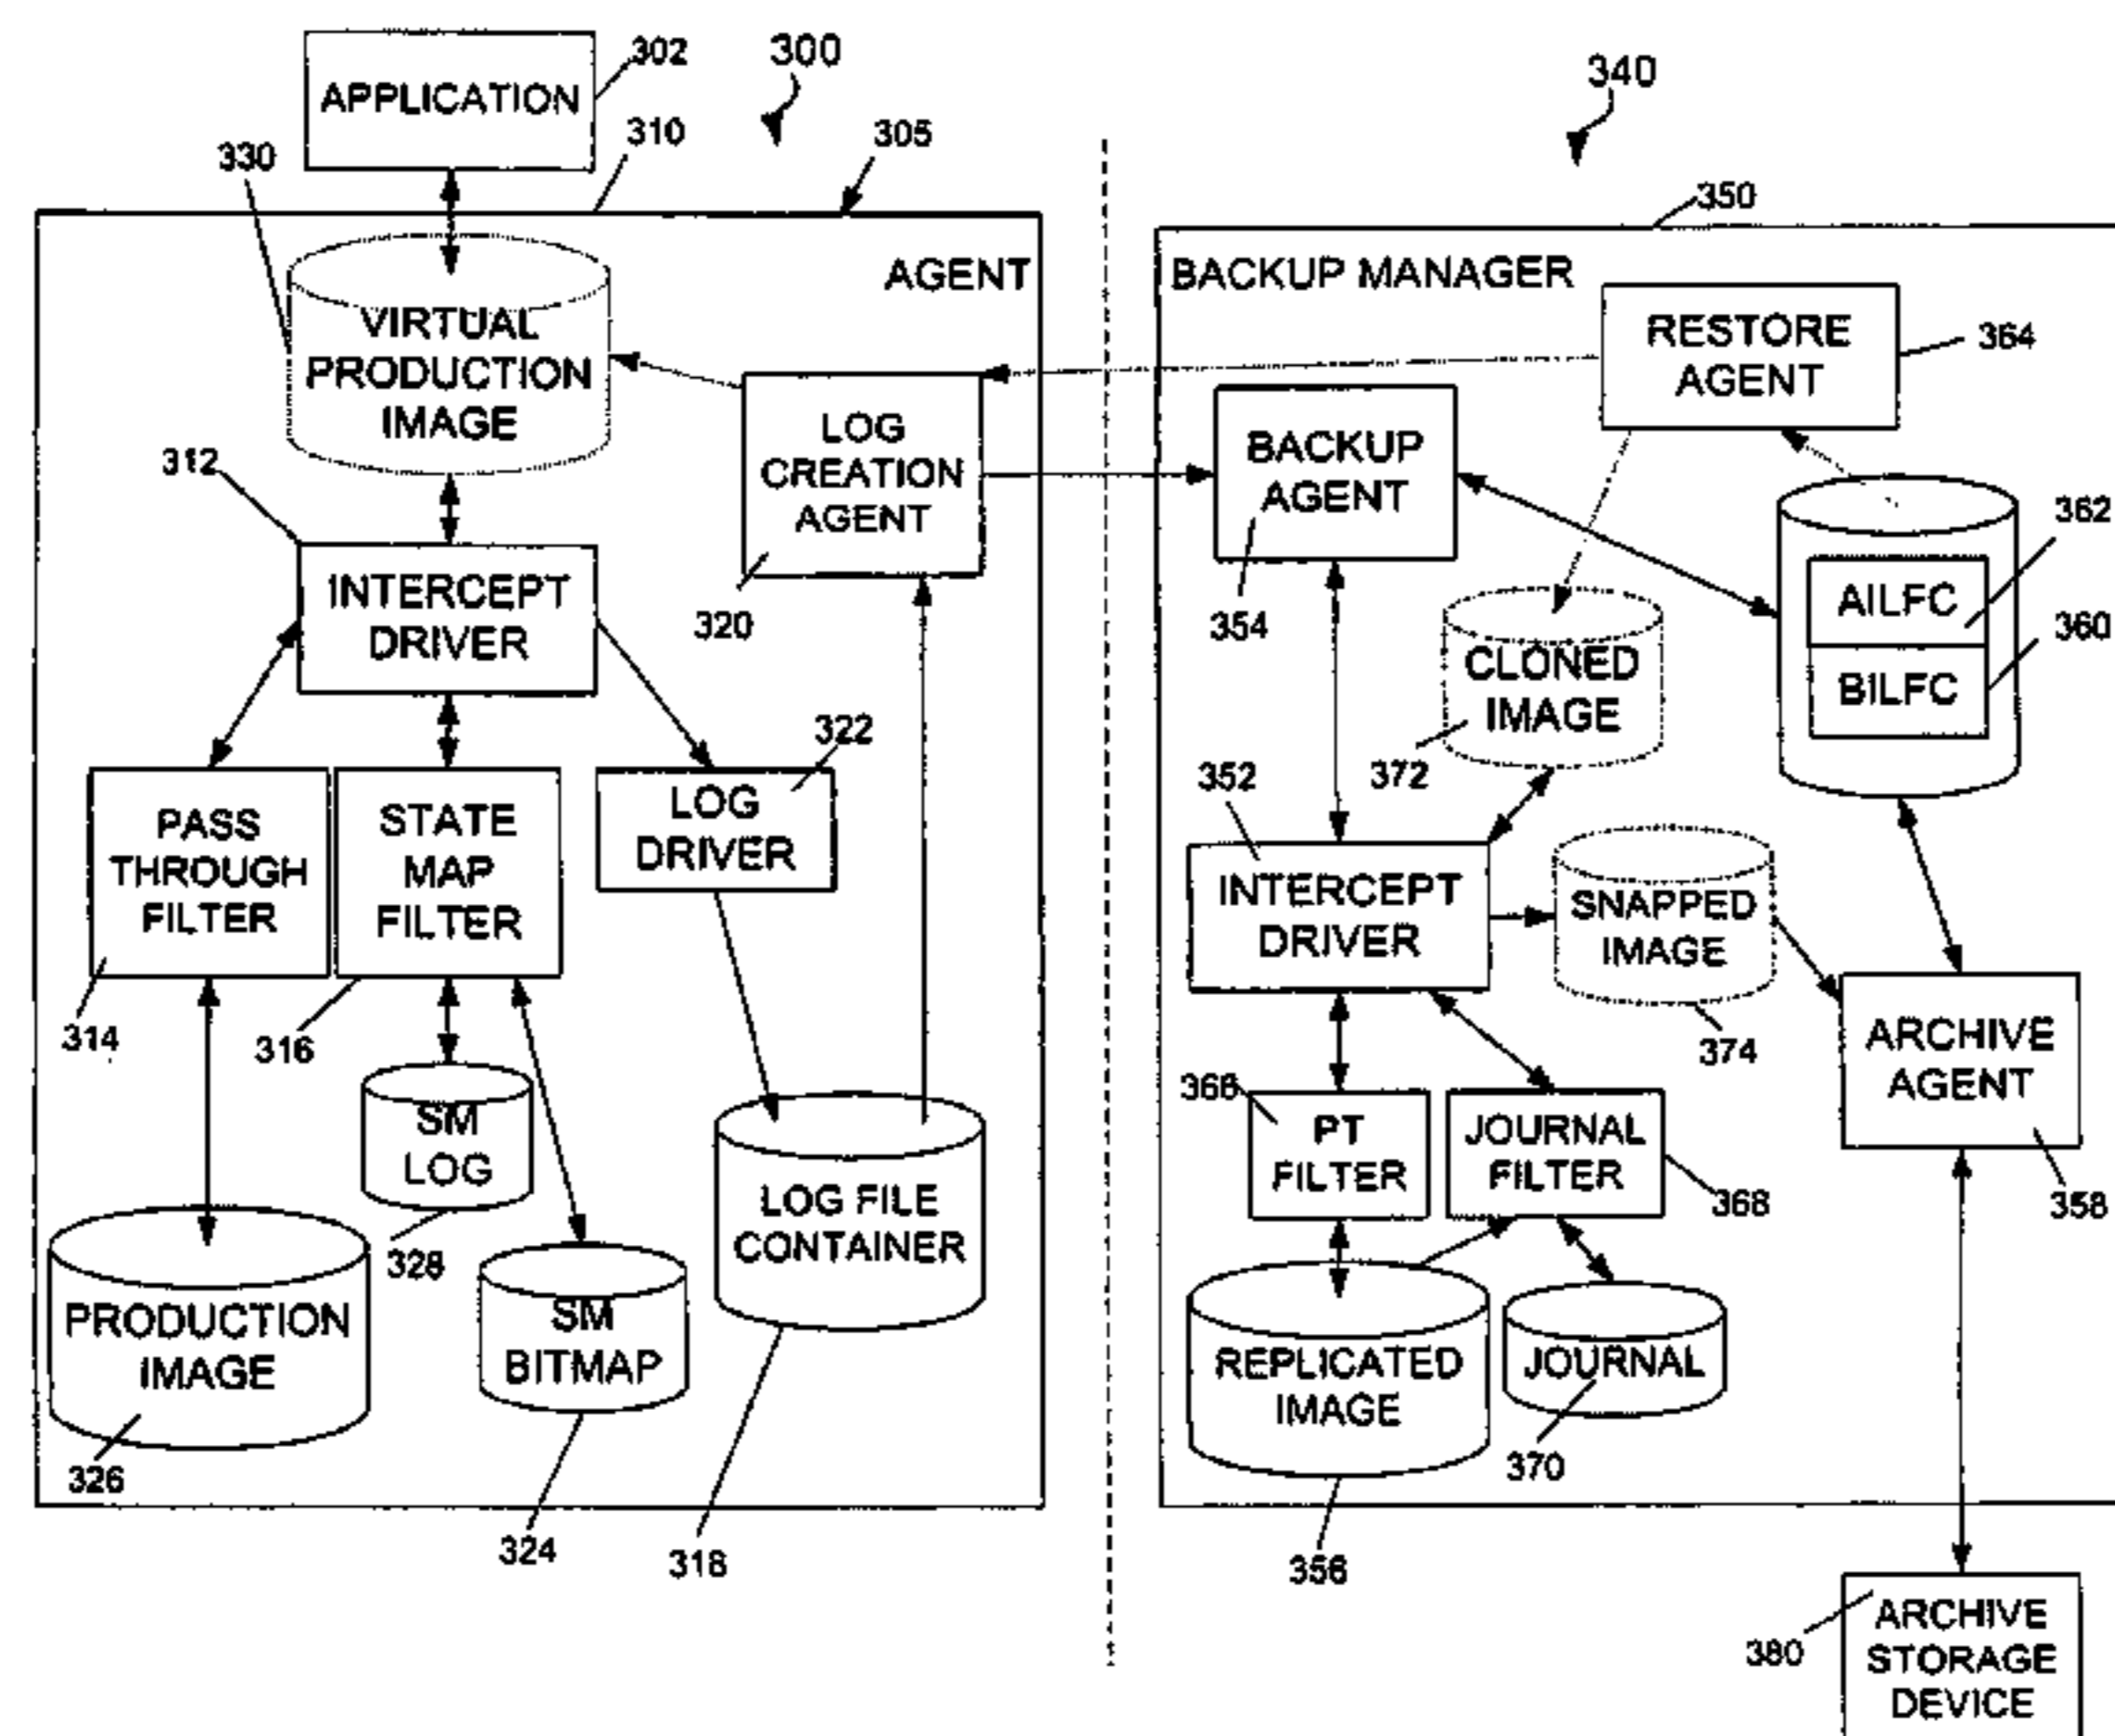 300
340
302
APPLICATION
310
305
330
350
AGENT
BACKUP MANAGER
VIRTUAL
PRODUCTION
IMAGE
RESTORE
AGENT
364
LOG
CREATION
AGENT
BACKUP
AGENT
312
362
INTERCEPT
DRIVER
320
354
AILFC
360
BILFC
CLONED
IMAGE
322
372
352
PASS
THROUGH
FILTER
STATE
MAP
FILTER
LOG
DRIVER
INTERCEPT
DRIVER
SNAPPED
IMAGE
314
316
374
ARCHIVE
AGENT
366
SM
LOG
PT
FILTER
JOURNAL
FILTER
368
358
LOG FILE
CONTAINER
328
PRODUCTION
IMAGE
SM
BITMAP
REPLICATED
IMAGE
JOURNAL
326
370
324
318
356
380
ARCHIVE
STORAGE
DEVICE